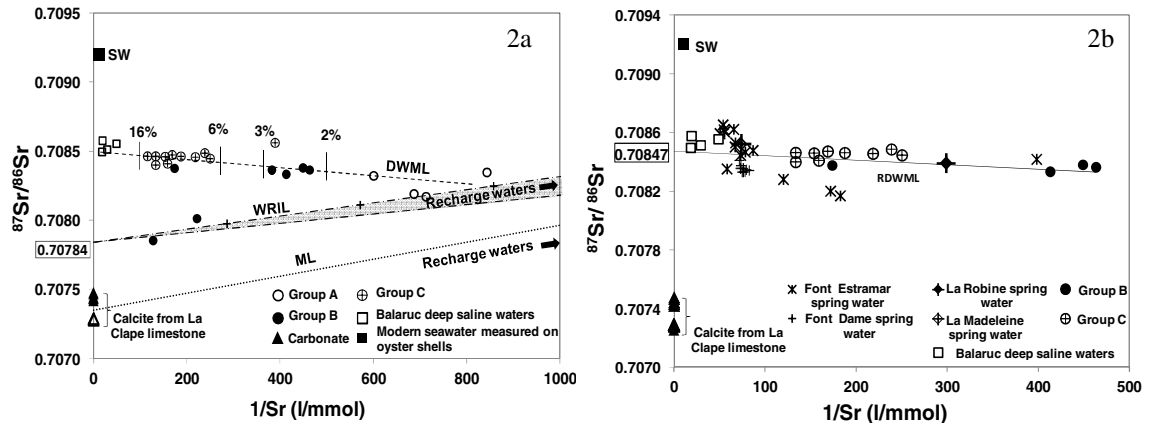 2a
0.7095
0.7090
0.7085
0.7080
0.70784
0.7075
0.7070
87Sr/86Sr
SW
16%
6%
3%
2%
DWML
WRIL
Recharge waters
ML
Recharge waters
Calcite from La
Clape limestone
Group A
Group B
Carbonate
Group C
Balaruc deep saline waters
Modern seawater measured on
oyster shells
0 200 400 600 800 1000
1/Sr (l/mmol)
2b
0.7094
0.7090
0.7086
0.70847
0.7082
0.7078
0.7074
0.7070
87Sr/ 86Sr
SW
RDWML
Calcite from La
Clape limestone
Font Estramar
spring water
Font Dame spring
water
La Robine spring
water
La Madeleine
spring water
Group B
Group C
Balaruc deep saline waters
0 100 200 300 400 500
1/Sr (l/mmol)